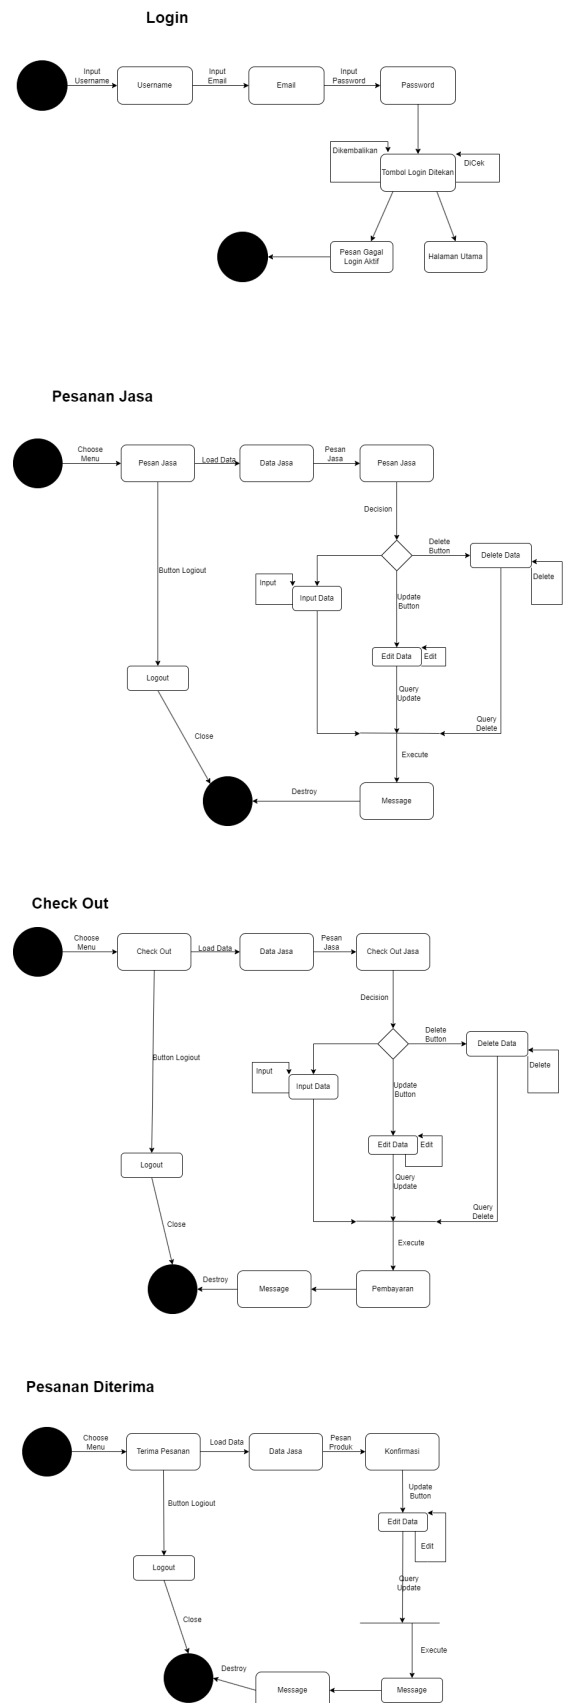 Login
Input
Username
Username
Input
Email
Email
Input
Password
Password
Dikembalikan
DiCek
Tombol Login Ditekan
Pesan Gagal
Login Aktif
Halaman Utama
Pesanan Jasa
Choose
Menu
Pesan Jasa
Load Data
Data Jasa
Pesan
Jasa
Pesan Jasa
Decision
Delete
Button
Delete Data
Button Logiout
Input
Input Data
Update
Button
Delete
Edit Data
Edit
Logout
Query
Update
Query
Delete
Close
Execute
Destroy
Message
Check Out
Choose
Menu
Check Out
Load Data
Data Jasa
Pesan
Jasa
Check Out Jasa
Decision
Delete
Button
Delete Data
Button Logiout
Input
Input Data
Update
Button
Delete
Edit Data
Edit
Logout
Query
Update
Query
Delete
Close
Execute
Destroy
Message
Pembayaran
Pesanan Diterima
Choose
Menu
Terima Pesanan
Load Data
Data Jasa
Pesan
Produk
Konfirmasi
Update
Button
Button Logiout
Edit Data
Edit
Logout
Query
Update
Close
Execute
Destroy
Message
Message